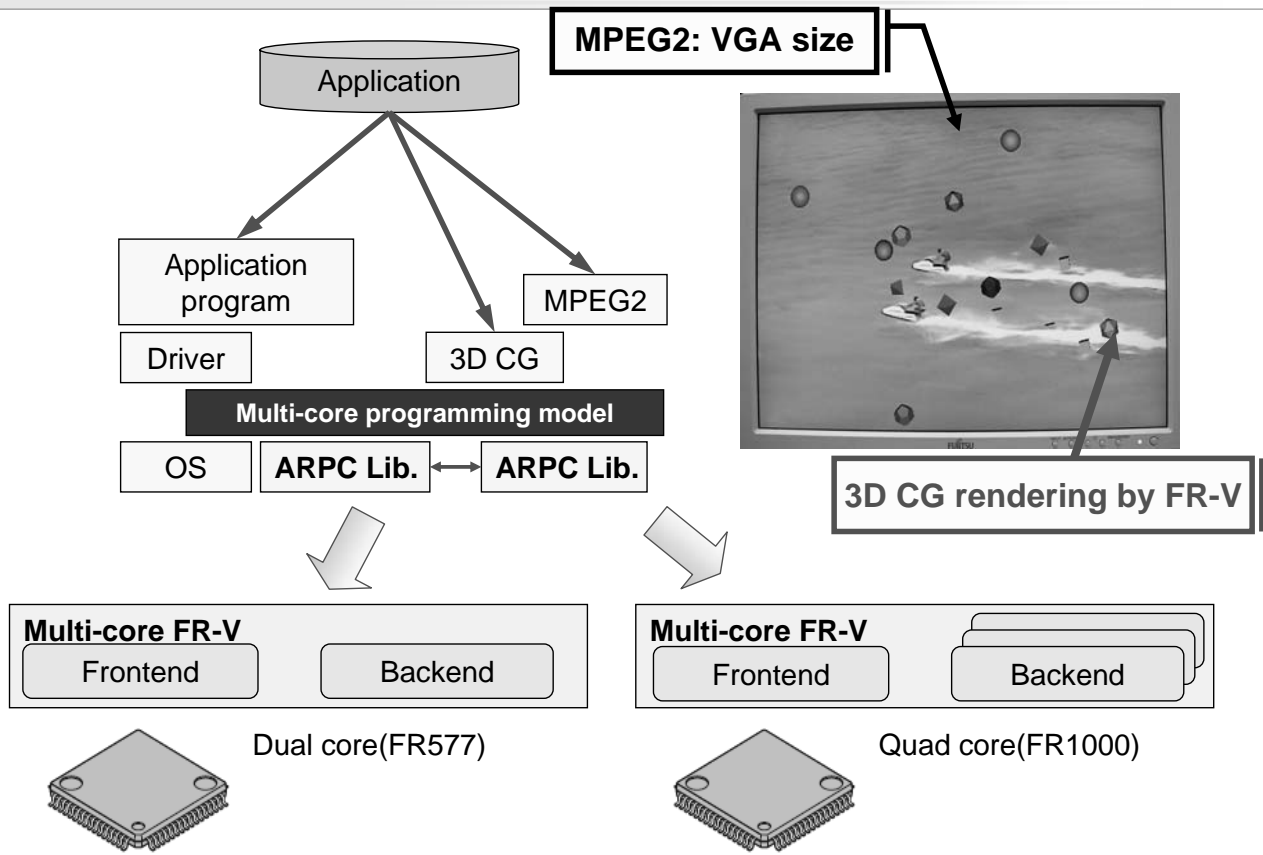 MPEG2: VGA size
Application
Application
program
MPEG2
Driver
3D CG
Multi-core programming model
OS
ARPC Lib.
ARPC Lib.
FUJITSU
3D CG rendering by FR-V
Multi-core FR-V
Frontend
Backend
Multi-core FR-V
Frontend
Backend
Dual core(FR577)
Quad core(FR1000)